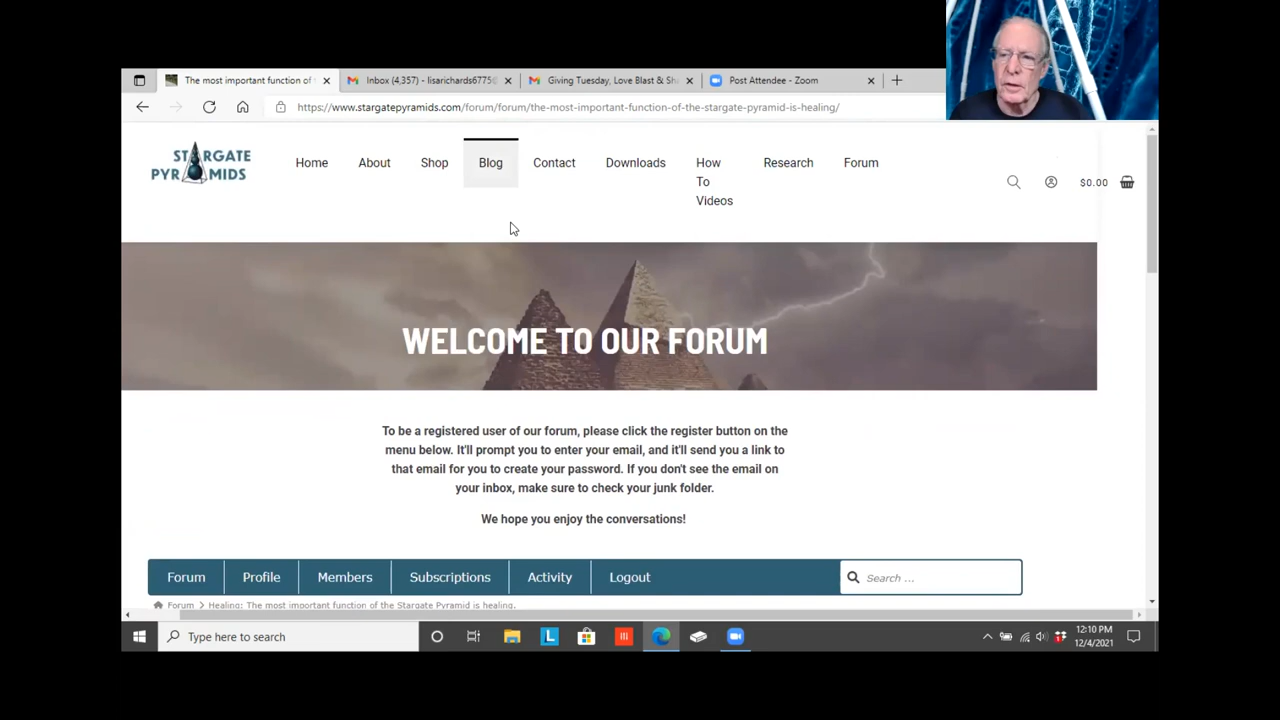 The most important function of
Inbox (4,357) - lisarichards6775@
Giving Tuesday, Love Blast & Sh
Post Attendee - Zoom
https://www.stargatepyramids.com/forum/forum/the-most-important-function-of-the-stargate-pyramid-is-healing/
STARGATE
PYRAMIDS
Home
About
Shop
Blog
Contact
Downloads
How
To
Videos
Research
Forum
$0.00
WELCOME TO OUR FORUM
To be a registered user of our forum, please click the register button on the
menu below. It'll prompt you to enter your email, and it'll send you a link to
that email for you to create your password. If you don't see the email on
your inbox, make sure to check your junk folder.
We hope you enjoy the conversations!
Forum
Profile
Members
Subscriptions
Activity
Logout
Search ...
Forum > Healing: The most important function of the Stargate Pyramid is healing.
Type here to search
L
12:10 PM
12/4/2021